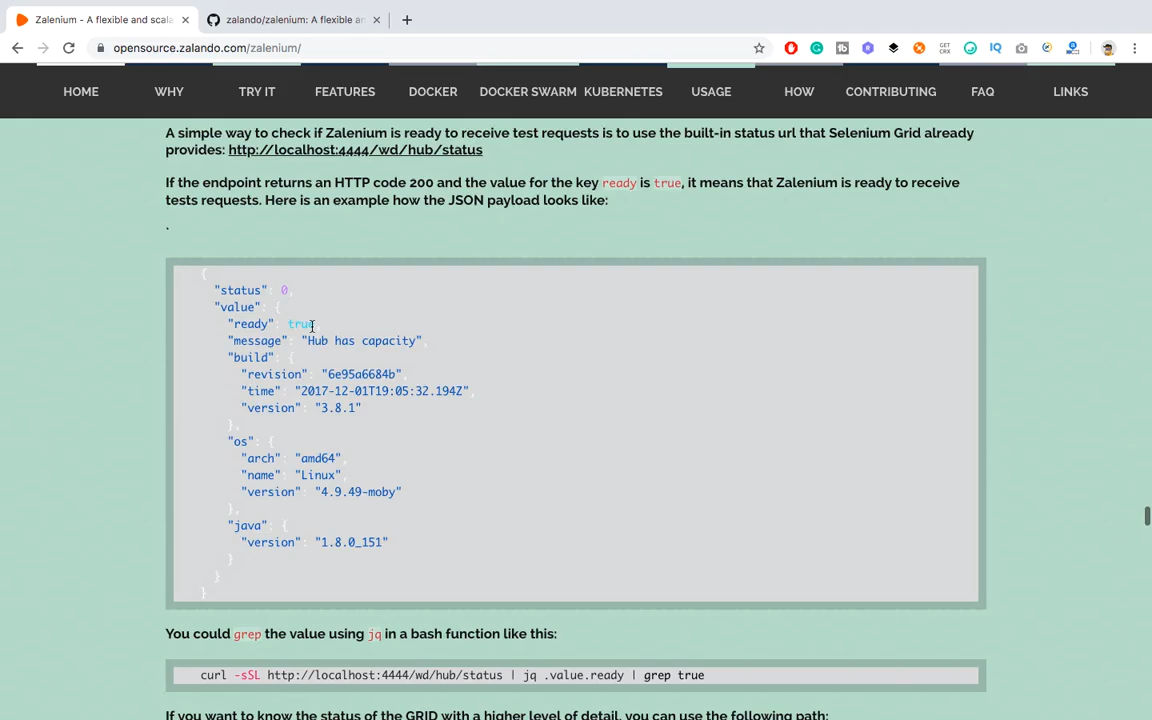 Zalenium - A flexible and scala
zalando/zalenium: A flexible an
opensource.zalando.com/zalenium/
GET
CRX
IQ
HOME
WHY
TRY IT
FEATURES
DOCKER
DOCKER SWARM
KUBERNETES
USAGE
HOW
CONTRIBUTING
FAQ
LINKS
A simple way to check if Zalenium is ready to receive test requests is to use the built-in status url that Selenium Grid already
provides: http://localhost:4444/wd/hub/status
If the endpoint returns an HTTP code 200 and the value for the key ready is true, it means that Zalenium is ready to receive
tests requests. Here is an example how the JSON payload looks like:
`
{
"status": 0,
"value": {
"ready": true,
"message": "Hub has capacity",
"build": {
"revision": "6e95a6684b",
"time": "2017-12-01T19:05:32.194Z",
"version": "3.8.1"
},
"os": {
"arch": "amd64",
"name": "Linux",
"version": "4.9.49-moby"
},
"java": {
"version": "1.8.0_151"
}
}
}
You could grep the value using jq in a bash function like this:
curl -sSL http://localhost:4444/wd/hub/status | jq .value.ready | grep true
If you want to know the status of the GRID with a higher level of detail, you can use the following path: